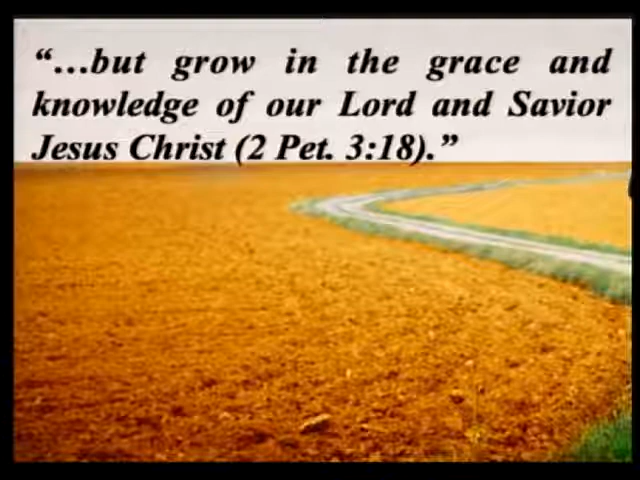 “...but grow in the grace and
knowledge of our Lord and Savior
Jesus Christ (2 Pet. 3:18).”